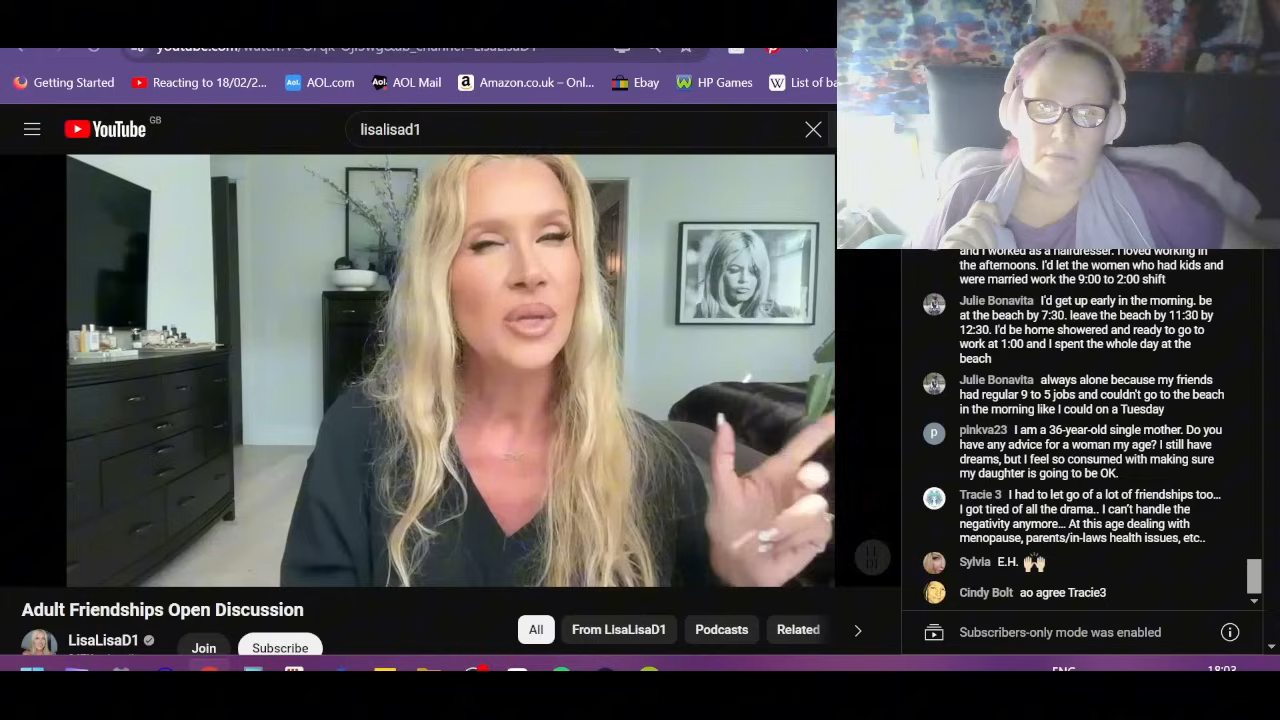 Getting Started
Reacting to 18/02/2...
AOL.com
AOL Mail
Amazon.co.uk – Onl...
Ebay
HP Games
List of ba
YouTube GB
lisalisad1
and I worked as a hairdresser. I loved working in
the afternoons. I'd let the women who had kids and
were married work the 9:00 to 2:00 shift
Julie Bonavita I'd get up early in the morning. be
at the beach by 7:30. leave the beach by 11:30 by
12:30. I'd be home showered and ready to go to
work at 1:00 and I spent the whole day at the
beach
Julie Bonavita always alone because my friends
had regular 9 to 5 jobs and couldn't go to the beach
in the morning like I could on a Tuesday
pinkva23 I am a 36-year-old single mother. Do you
have any advice for a woman my age? I still have
dreams, but I feel so consumed with making sure
my daughter is going to be OK.
Tracie 3 I had to let go of a lot of friendships too...
I got tired of all the drama.. I can't handle the
negativity anymore... At this age dealing with
menopause, parents/in-laws health issues, etc..
Sylvia E.H.
Cindy Bolt ao agree Tracie3
Subscribers-only mode was enabled
Adult Friendships Open Discussion
LisaLisaD1
Join
Subscribe
All
From LisaLisaD1
Podcasts
Related
ENG
18:03